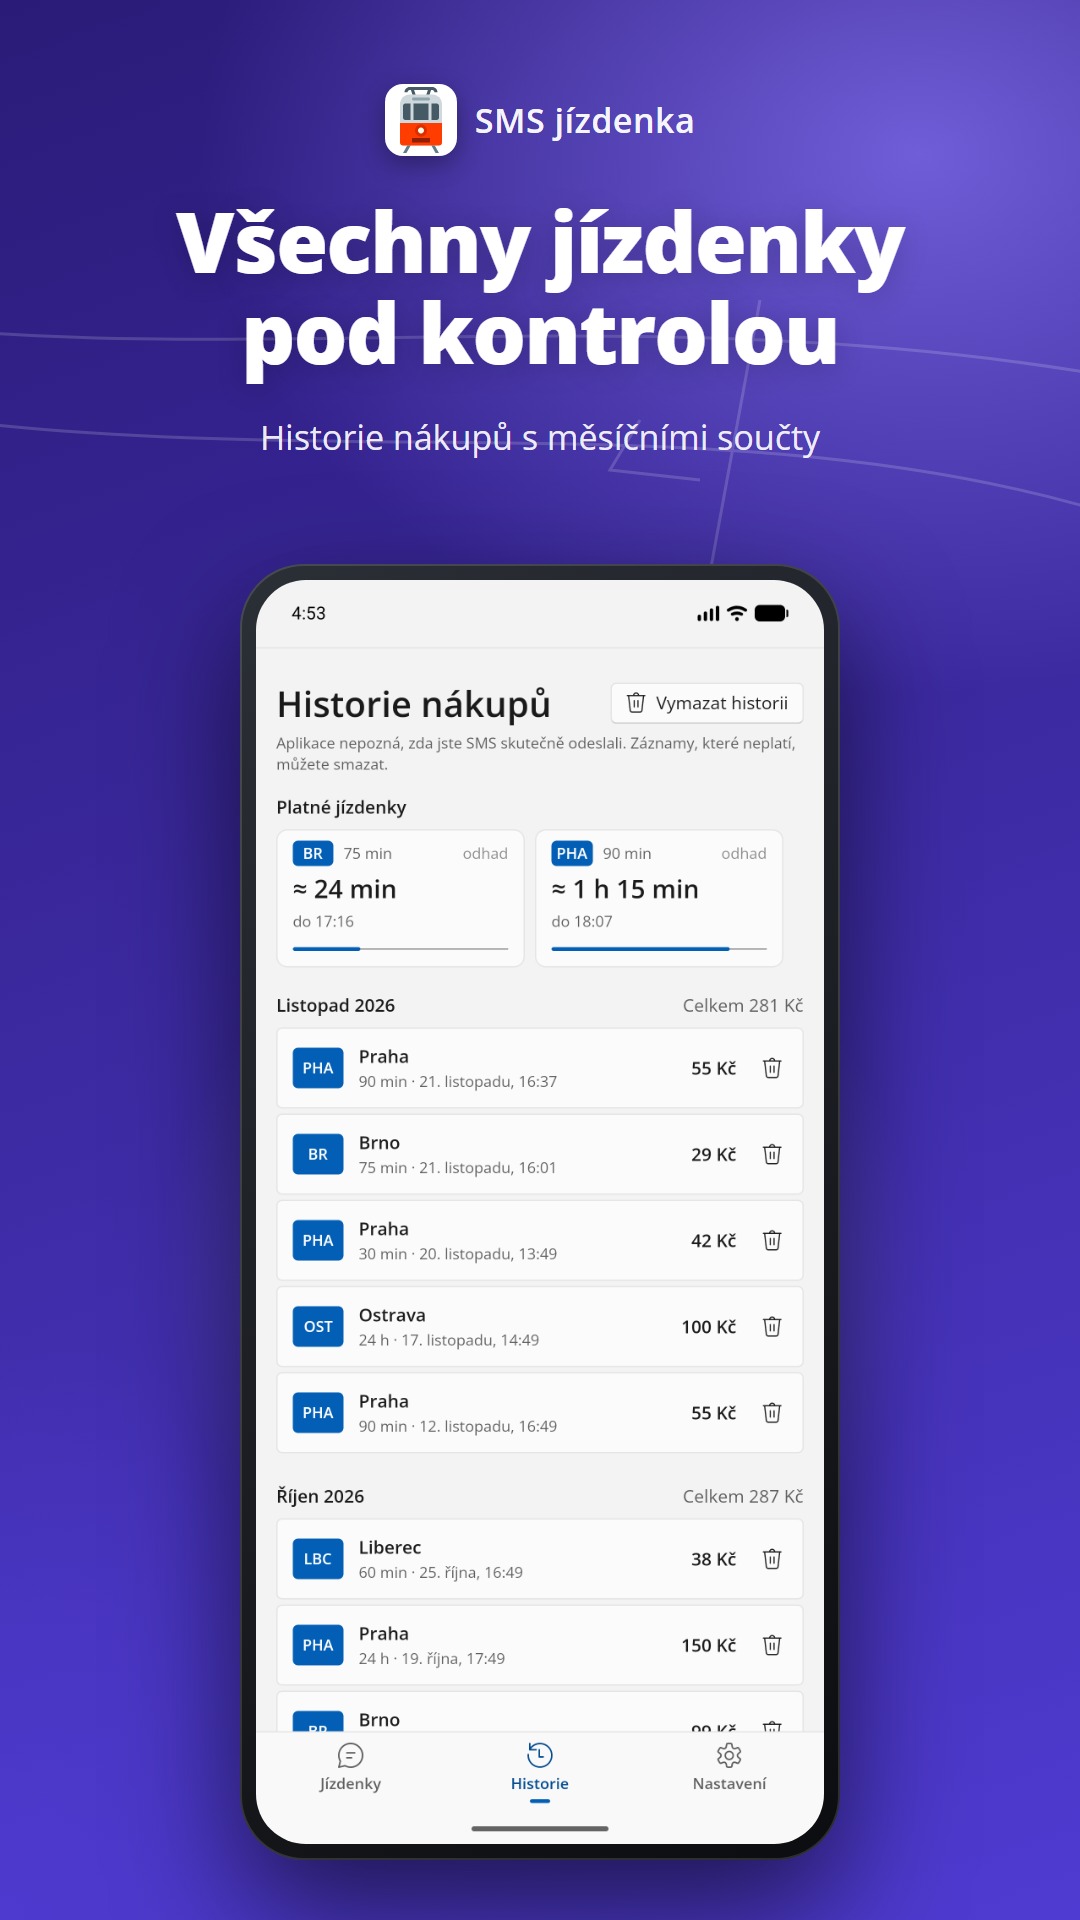 SMS jízdenka
Všechny jízdenky
pod kontrolou
Historie nákupů s měsíčními součty
4:53
Historie nákupů
Vymazat historii
Aplikace nepozná, zda jste SMS skutečně odeslali. Záznamy, které neplatí,
můžete smazat.
Platné jízdenky
BR 75 min odhad
≈ 24 min
do 17:16
PHA 90 min odhad
≈ 1 h 15 min
do 18:07
Listopad 2026 Celkem 281 Kč
PHA Praha 55 Kč
90 min · 21. listopadu, 16:37
BR Brno 29 Kč
75 min · 21. listopadu, 16:01
PHA Praha 42 Kč
30 min · 20. listopadu, 13:49
OST Ostrava 100 Kč
24 h · 17. listopadu, 14:49
PHA Praha 55 Kč
90 min · 12. listopadu, 16:49
Říjen 2026 Celkem 287 Kč
LBC Liberec 38 Kč
60 min · 25. října, 16:49
PHA Praha 150 Kč
24 h · 19. října, 17:49
BR Brno 99 Kč
Jízdenky Historie Nastavení